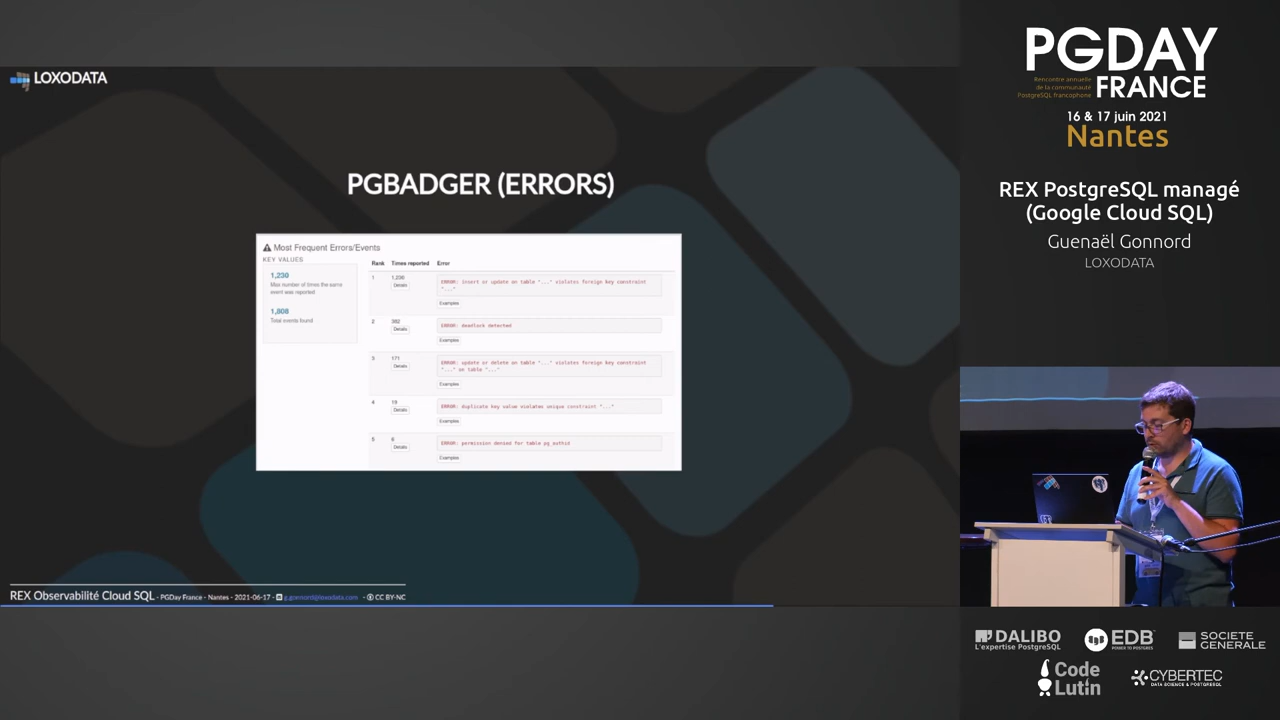 LOXODATA
PGBADGER (ERRORS)
Most Frequent Errors/Events
KEY VALUES
1,230
Max number of times the same
event was reported
1,808
Total events found
Rank Times reported Error
1 1,230 ERROR: insert or update on table "..." violates foreign key constraint
"..."
Details
Examples
2 382 ERROR: deadlock detected
Details
Examples
3 171 ERROR: update or delete on table "..." violates foreign key constraint
"..." on table "..."
Details
Examples
4 19 ERROR: duplicate key value violates unique constraint "..."
Details
Examples
5 6 ERROR: permission denied for table pg_authid
Details
Examples
REX Observabilité Cloud SQL - PGDay France - Nantes - 2021-06-17 - g.gonnord@loxodata.com - CC BY-NC
PGDAY
Rencontre annuelle
de la communauté
PostgreSQL francophone
FRANCE
16 & 17 juin 2021
Nantes
REX PostgreSQL managé
(Google Cloud SQL)
Guenaël Gonnord
LOXODATA
DALIBO
L'expertise PostgreSQL
EDB
POWER TO POSTGRES
SOCIETE
GENERALE
Code
Lutin
CYBERTEC
DATA SCIENCE & POSTGRESQL